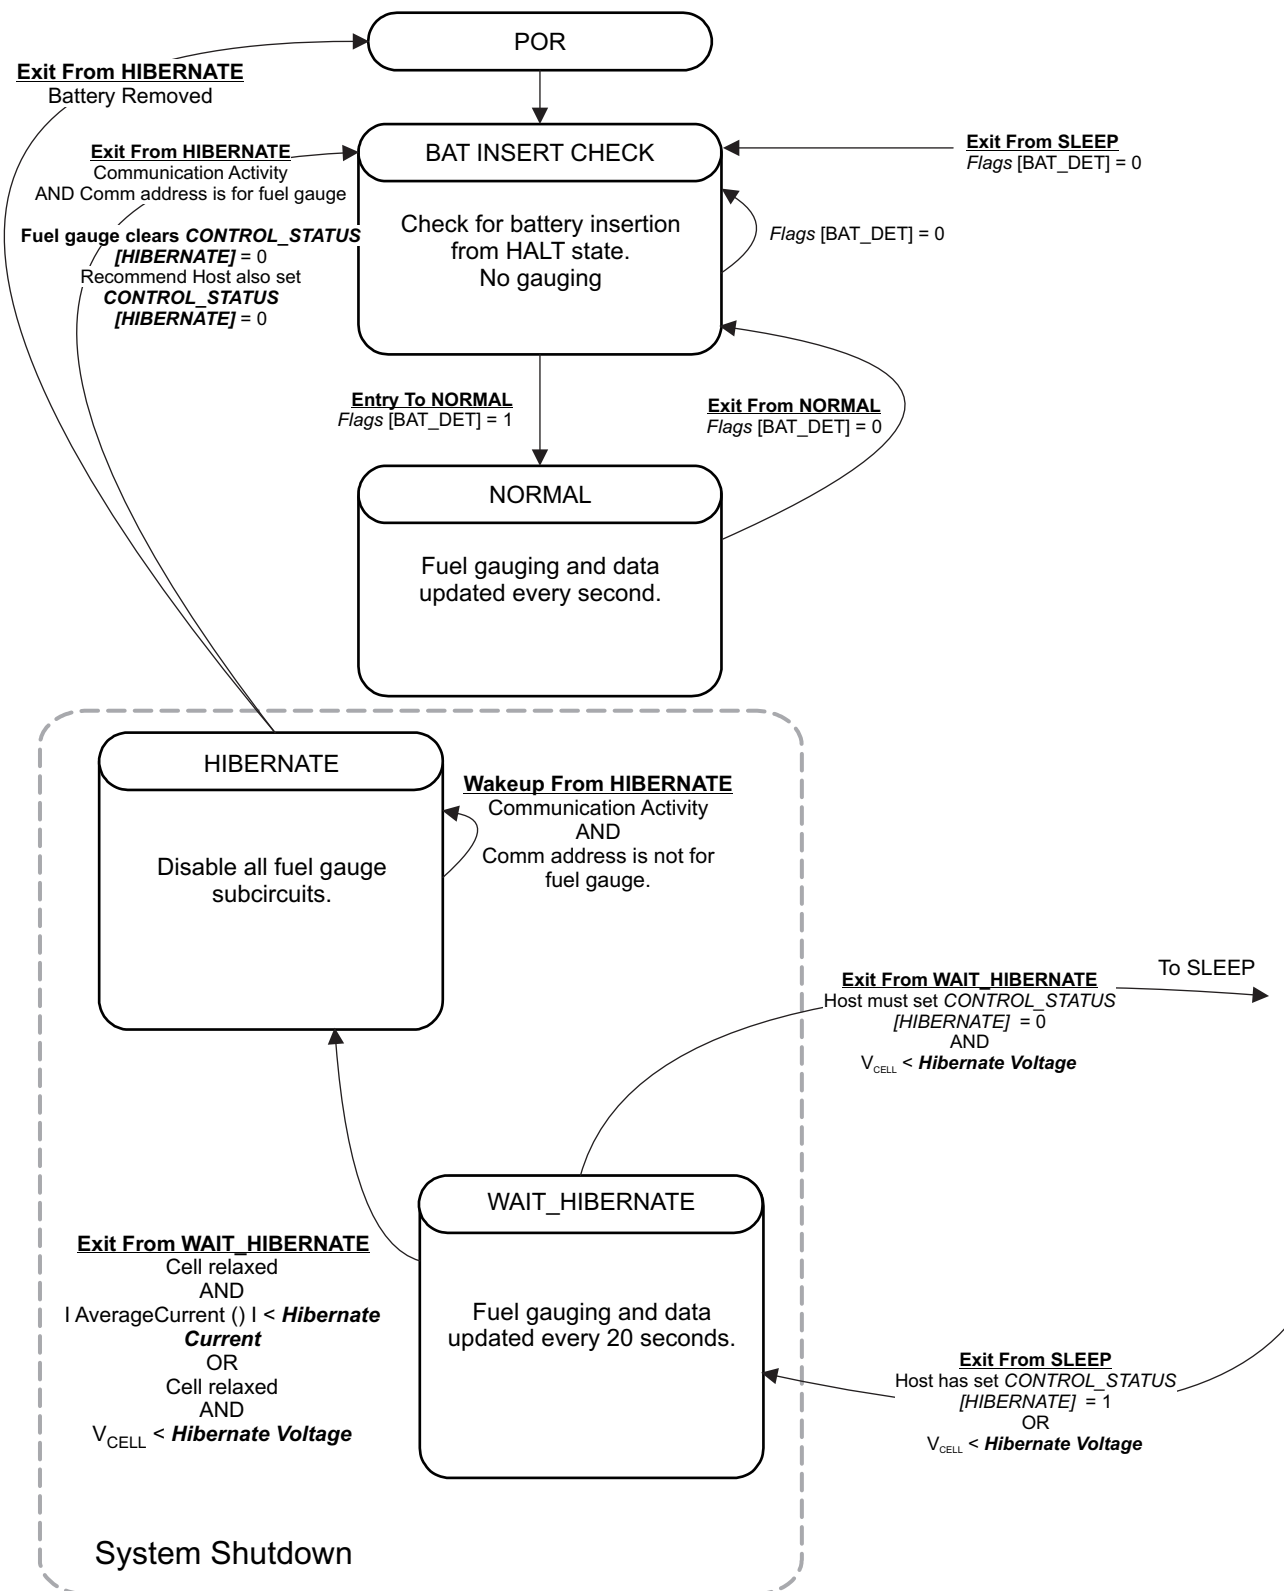 POR
Exit From HIBERNATE
Battery Removed
Exit From HIBERNATE
Communication Activity
AND Comm address is for fuel gauge
Fuel gauge clears CONTROL_STATUS
[HIBERNATE] = 0
Recommend Host also set
CONTROL_STATUS
[HIBERNATE] = 0
BAT INSERT CHECK
Check for battery insertion
from HALT state.
No gauging
Exit From SLEEP
Flags [BAT_DET] = 0
Flags [BAT_DET] = 0
Entry To NORMAL
Flags [BAT_DET] = 1
Exit From NORMAL
Flags [BAT_DET] = 0
NORMAL
Fuel gauging and data
updated every second.
HIBERNATE
Disable all fuel gauge
subcircuits.
Wakeup From HIBERNATE
Communication Activity
AND
Comm address is not for
fuel gauge.
Exit From WAIT_HIBERNATE
Host must set CONTROL_STATUS
[HIBERNATE] = 0
AND
VCELL < Hibernate Voltage
To SLEEP
WAIT_HIBERNATE
Fuel gauging and data
updated every 20 seconds.
Exit From WAIT_HIBERNATE
Cell relaxed
AND
I AverageCurrent () I < Hibernate
Current
OR
Cell relaxed
AND
VCELL < Hibernate Voltage
Exit From SLEEP
Host has set CONTROL_STATUS
[HIBERNATE] = 1
OR
VCELL < Hibernate Voltage
System Shutdown